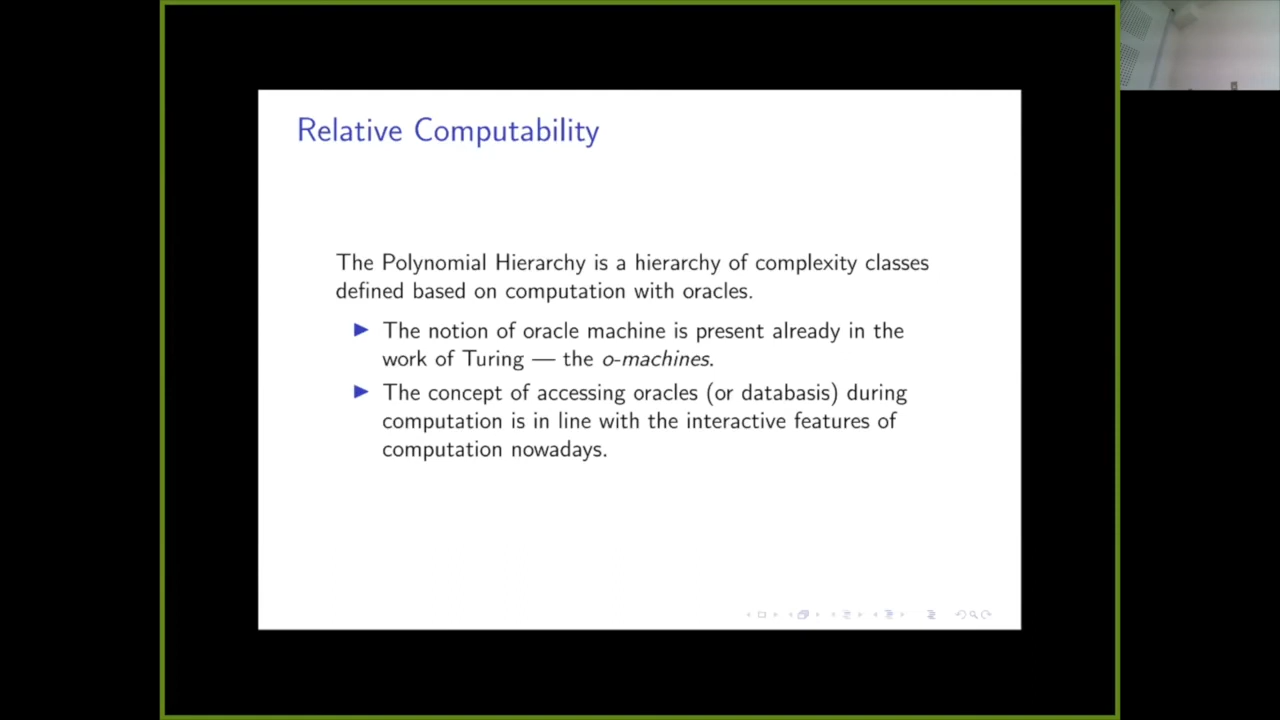 Relative Computability
The Polynomial Hierarchy is a hierarchy of complexity classes
defined based on computation with oracles.
▶ The notion of oracle machine is present already in the
work of Turing — the o-machines.
▶ The concept of accessing oracles (or databasis) during
computation is in line with the interactive features of
computation nowadays.